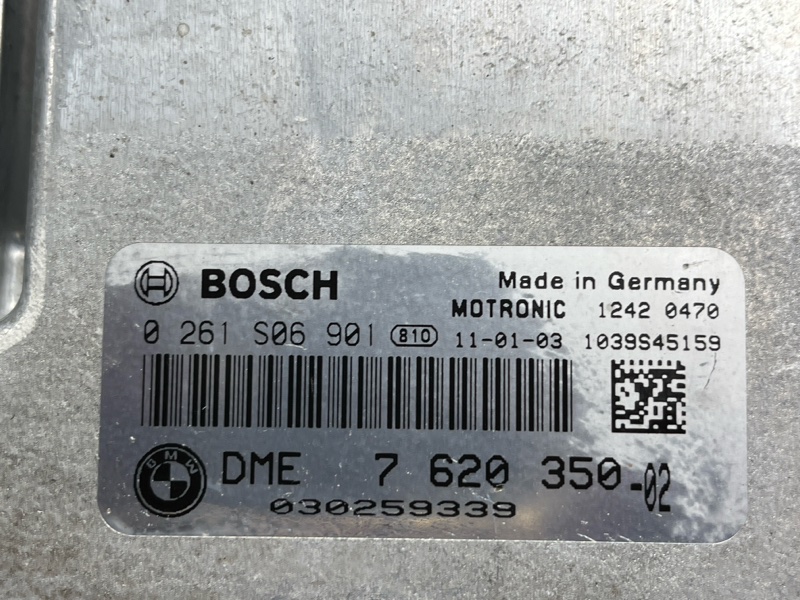 BOSCH Made in Germany
MOTRONIC 1242 0470
0 261 S06 901 810 11-01-03 1039S45159
BMW DME 7 620 350-02
030259339